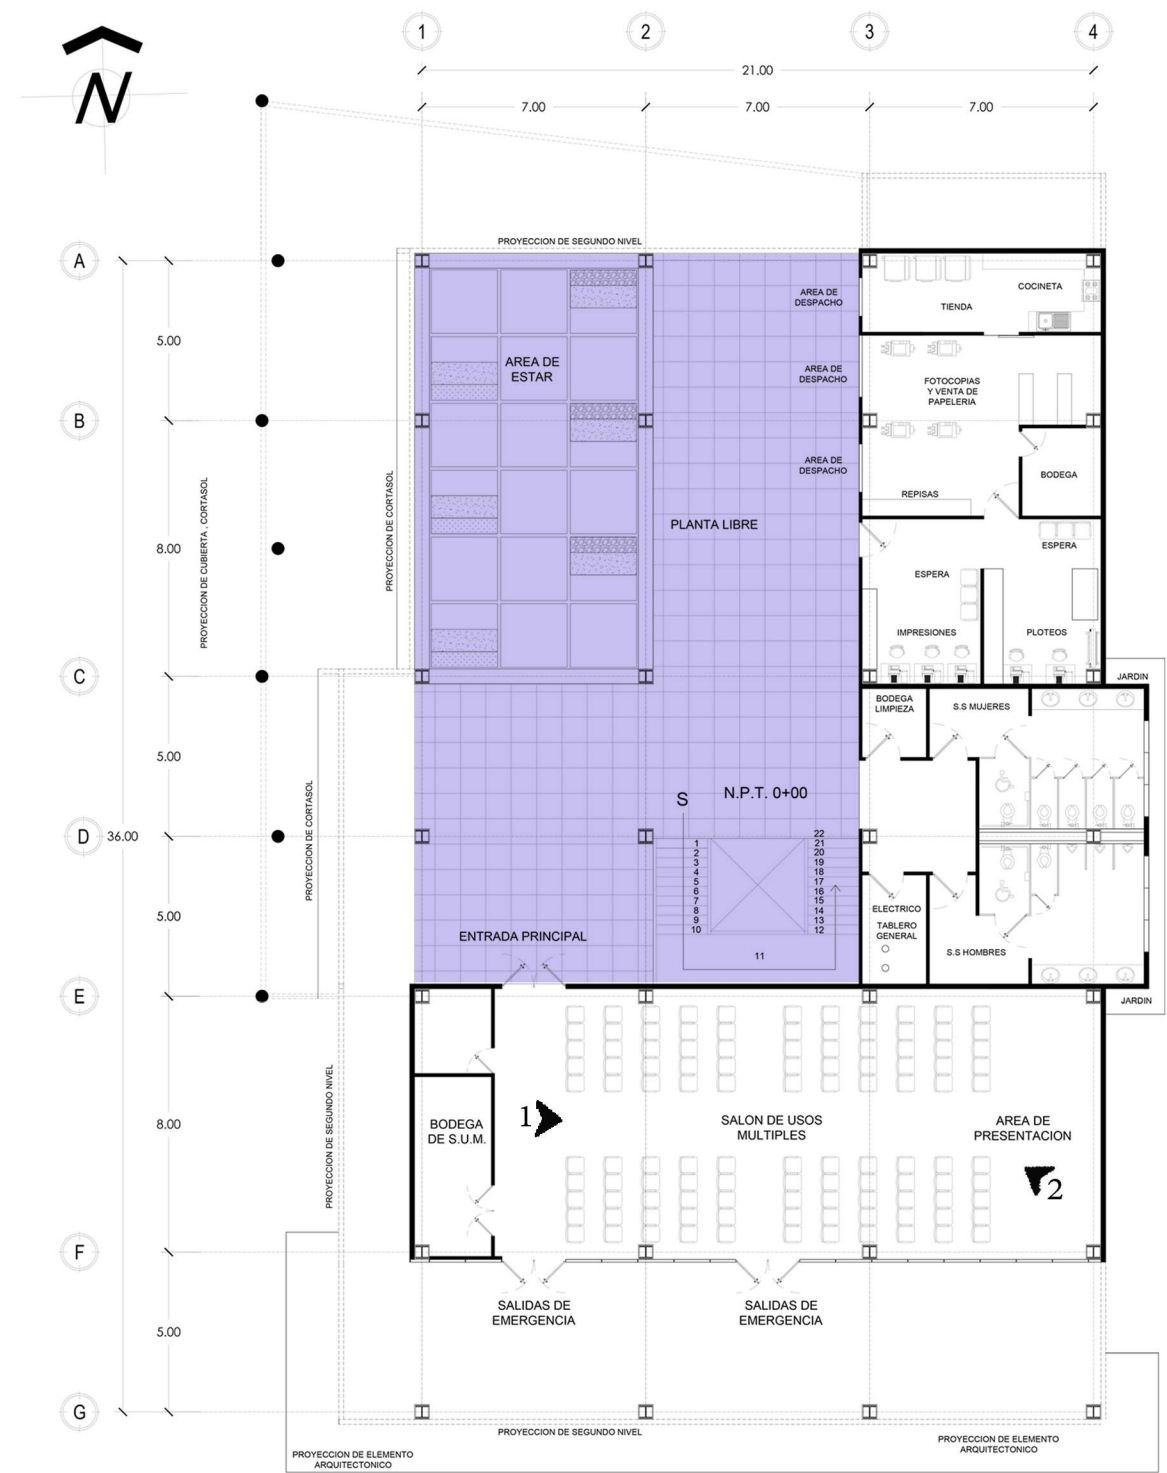 1
2
3
4
21.00
7.00
7.00
7.00
N
PROYECCION DE SEGUNDO NIVEL
A
AREA DE
DESPACHO
COCINETA
TIENDA
5.00
AREA DE
ESTAR
AREA DE
DESPACHO
FOTOCOPIAS
Y VENTA DE
PAPELERIA
B
AREA DE
DESPACHO
BODEGA
REPISAS
PROYECCION DE CUBIERTA . CORTASOL
PROYECCION DE CORTASOL
PLANTA LIBRE
8.00
ESPERA
ESPERA
IMPRESIONES
PLOTEOS
C
JARDIN
BODEGA
LIMPIEZA
S.S MUJERES
5.00
PROYECCION DE CORTASOL
S
N.P.T. 0+00
D
36.00
1
2
3
4
5
6
7
8
9
10
22
21
20
19
18
17
16
15
14
13
12
11
5.00
ENTRADA PRINCIPAL
ELECTRICO
TABLERO
GENERAL
S.S HOMBRES
E
JARDIN
PROYECCION DE SEGUNDO NIVEL
8.00
BODEGA
DE S.U.M.
1
SALON DE USOS
MULTIPLES
AREA DE
PRESENTACION
2
F
SALIDAS DE
EMERGENCIA
SALIDAS DE
EMERGENCIA
5.00
G
PROYECCION DE SEGUNDO NIVEL
PROYECCION DE ELEMENTO
ARQUITECTONICO
PROYECCION DE ELEMENTO
ARQUITECTONICO